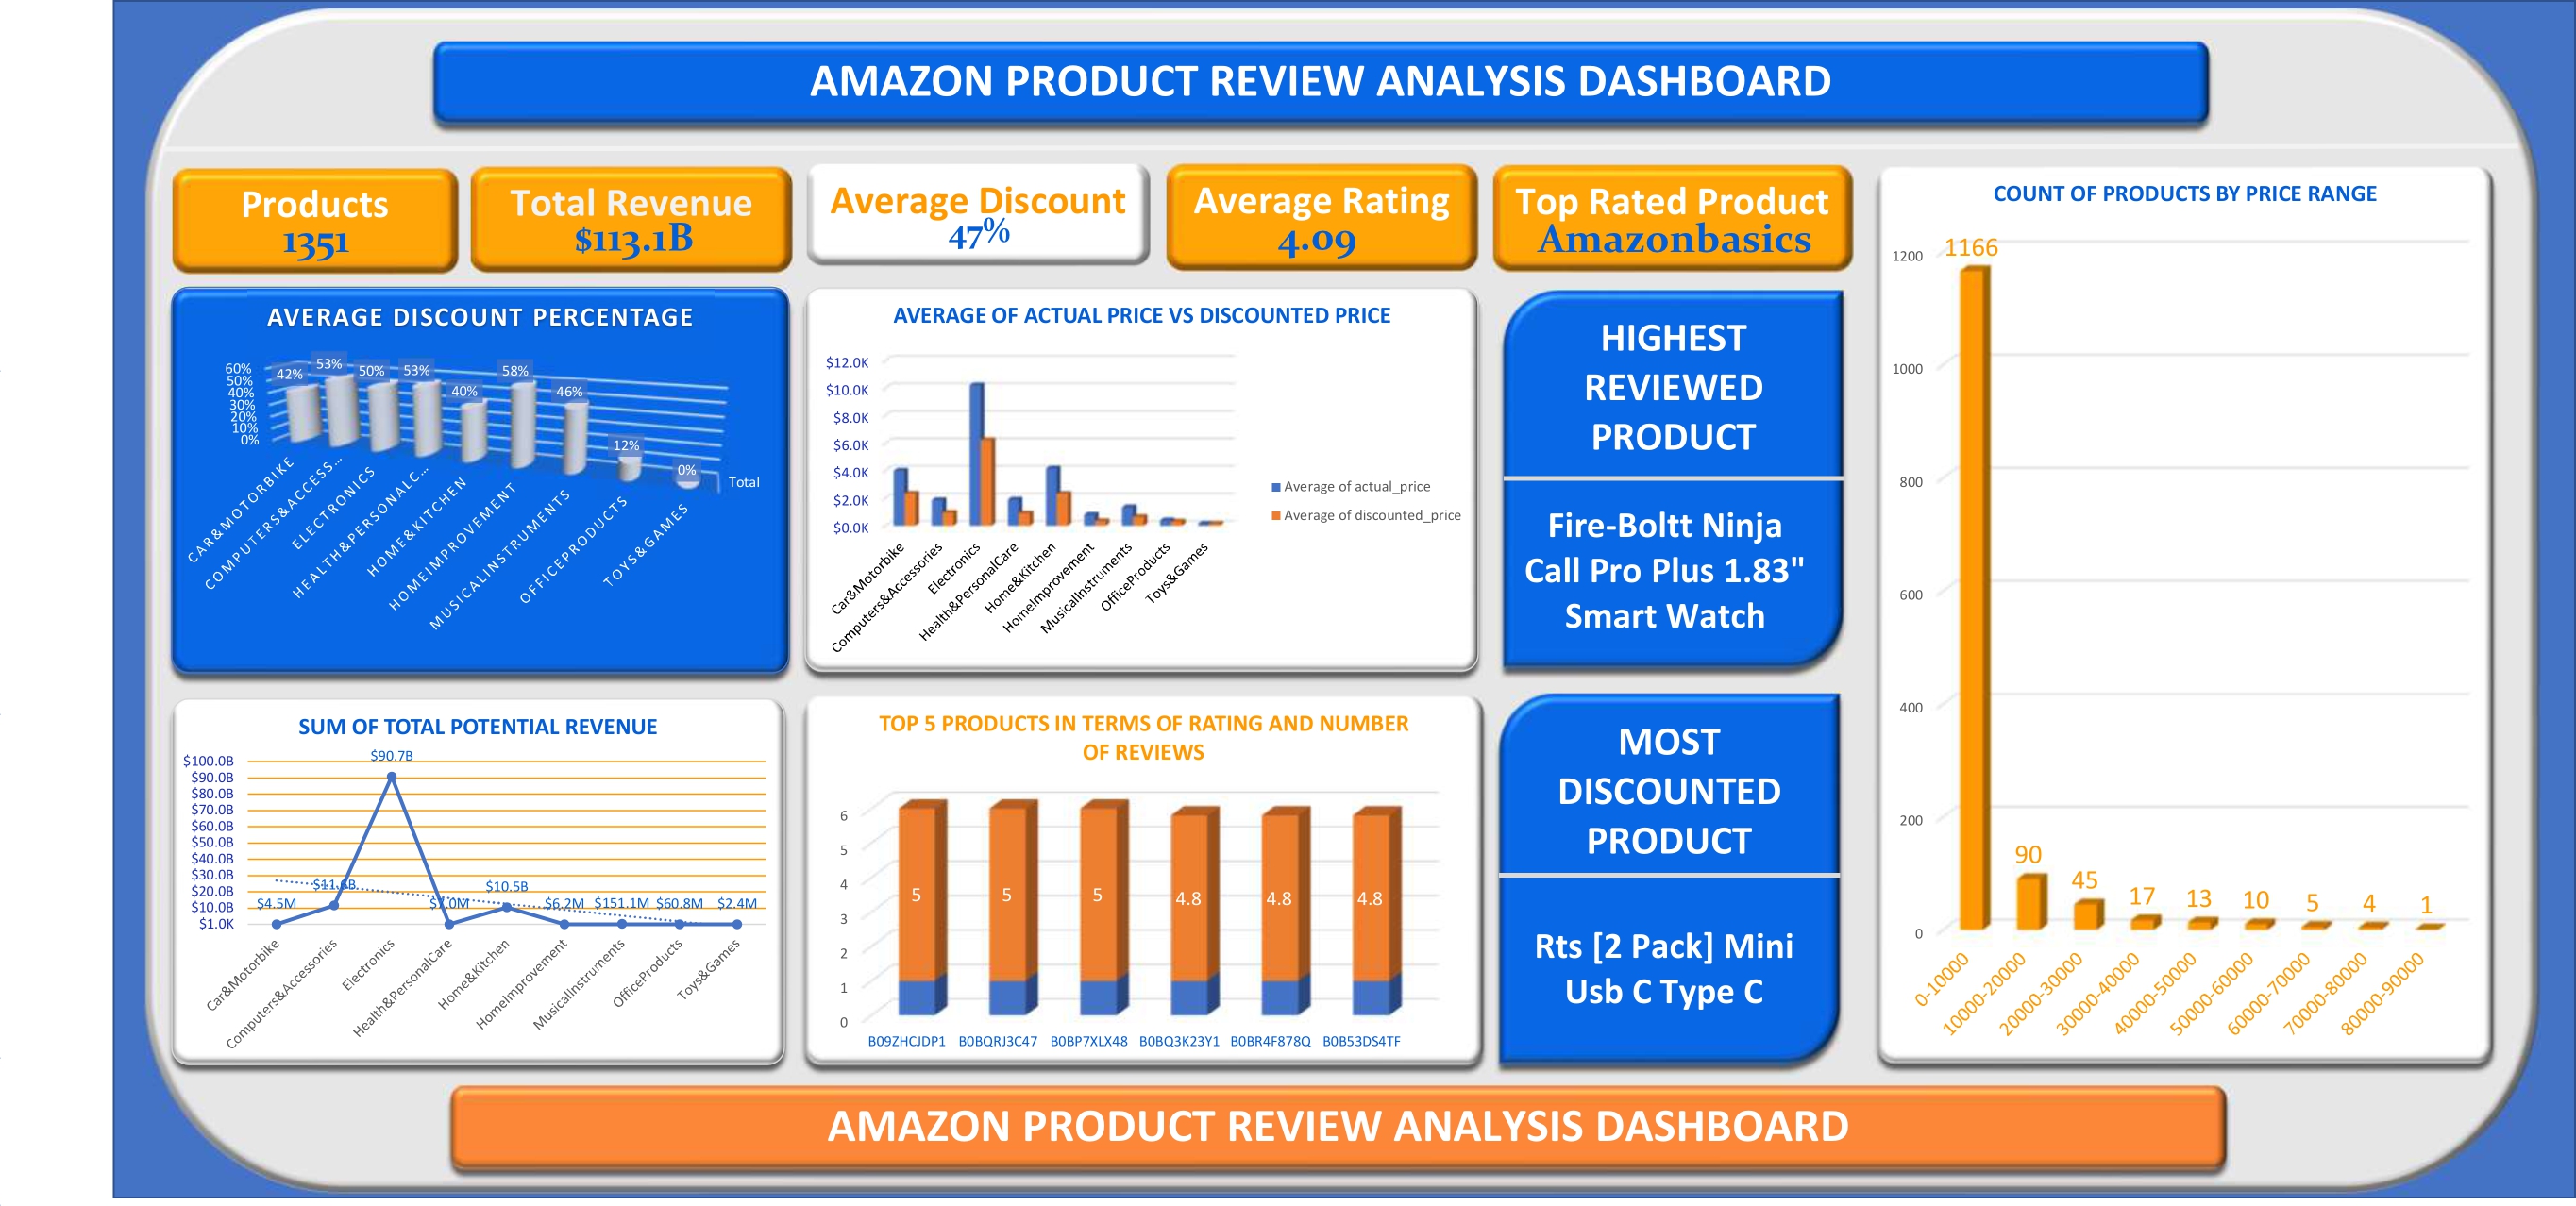 AMAZON PRODUCT REVIEW ANALYSIS DASHBOARD
Products
1351
Total Revenue
$113.1B
Average Discount
47%
Average Rating
4.09
Top Rated Product
Amazonbasics
AVERAGE DISCOUNT PERCENTAGE
60%
50%
40%
30%
20%
10%
0%
42%
53%
50%
53%
40%
58%
46%
12%
0%
CAR&MOTORBIKE
COMPUTERS&ACCESS…
ELECTRONICS
HEALTH&PERSONALC…
HOME&KITCHEN
HOMEIMPROVEMENT
MUSICALINSTRUMENTS
OFFICEPRODUCTS
TOYS&GAMES
Total
AVERAGE OF ACTUAL PRICE VS DISCOUNTED PRICE
$12.0K
$10.0K
$8.0K
$6.0K
$4.0K
$2.0K
$0.0K
Car&Motorbike
Computers&Accessories
Electronics
Health&PersonalCare
Home&Kitchen
HomeImprovement
MusicalInstruments
OfficeProducts
Toys&Games
Average of actual_price
Average of discounted_price
HIGHEST
REVIEWED
PRODUCT
Fire-Boltt Ninja
Call Pro Plus 1.83"
Smart Watch
SUM OF TOTAL POTENTIAL REVENUE
$100.0B
$90.0B
$80.0B
$70.0B
$60.0B
$50.0B
$40.0B
$30.0B
$20.0B
$10.0B
$1.0K
$4.5M
$90.7B
$10.5B
$6.2M
$151.1M
$60.8M
$2.4M
Car&Motorbike
Computers&Accessories
Electronics
Health&PersonalCare
Home&Kitchen
HomeImprovement
MusicalInstruments
OfficeProducts
Toys&Games
TOP 5 PRODUCTS IN TERMS OF RATING AND NUMBER
OF REVIEWS
6
5
4
3
2
1
0
5
5
5
4.8
4.8
4.8
B09ZHCJDP1
B0BQRJ3C47
B0BP7XLX48
B0BQ3K23Y1
B0BR4F878Q
B0B53DS4TF
MOST
DISCOUNTED
PRODUCT
Rts [2 Pack] Mini
Usb C Type C
COUNT OF PRODUCTS BY PRICE RANGE
1200
1000
800
600
400
200
0
1166
90
45
17
13
10
5
4
1
0-10000
10000-20000
20000-30000
30000-40000
40000-50000
50000-60000
60000-70000
70000-80000
80000-90000
AMAZON PRODUCT REVIEW ANALYSIS DASHBOARD